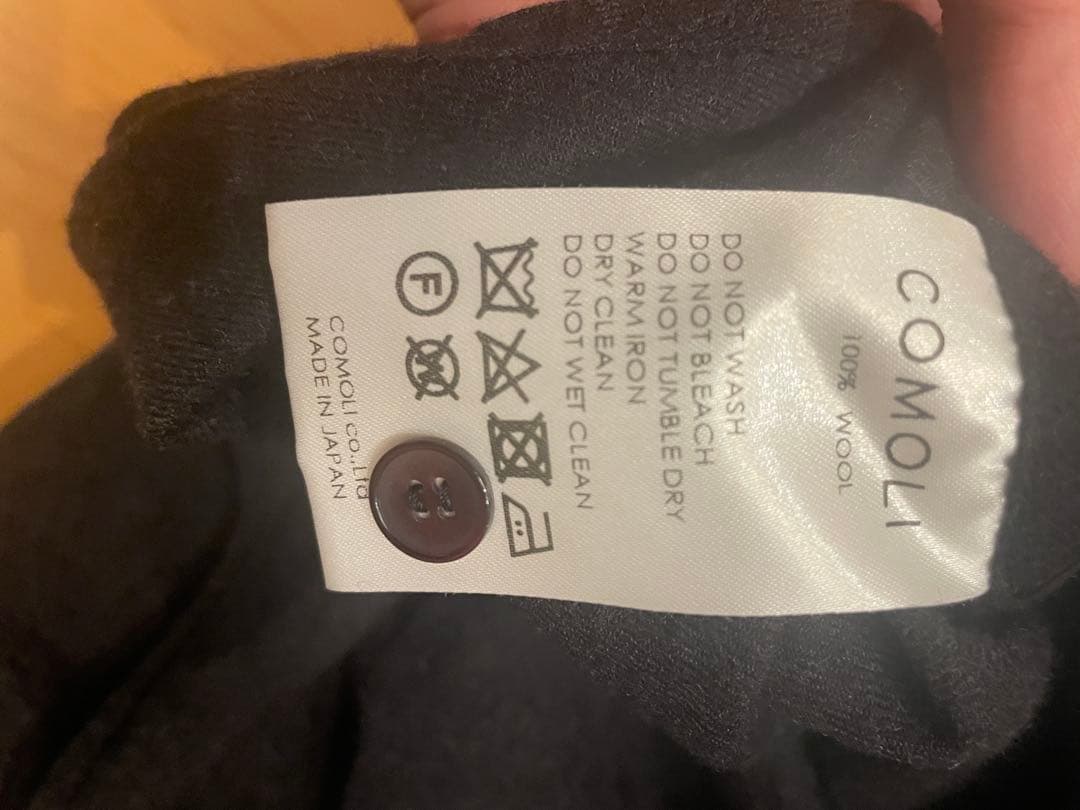 COMOLI
100% WOOL
DO NOT WASH
DO NOT BLEACH
DO NOT TUMBLE DRY
WARM IRON
DRY CLEAN
DO NOT WET CLEAN
F W
COMOLI co.,Ltd
MADE IN JAPAN